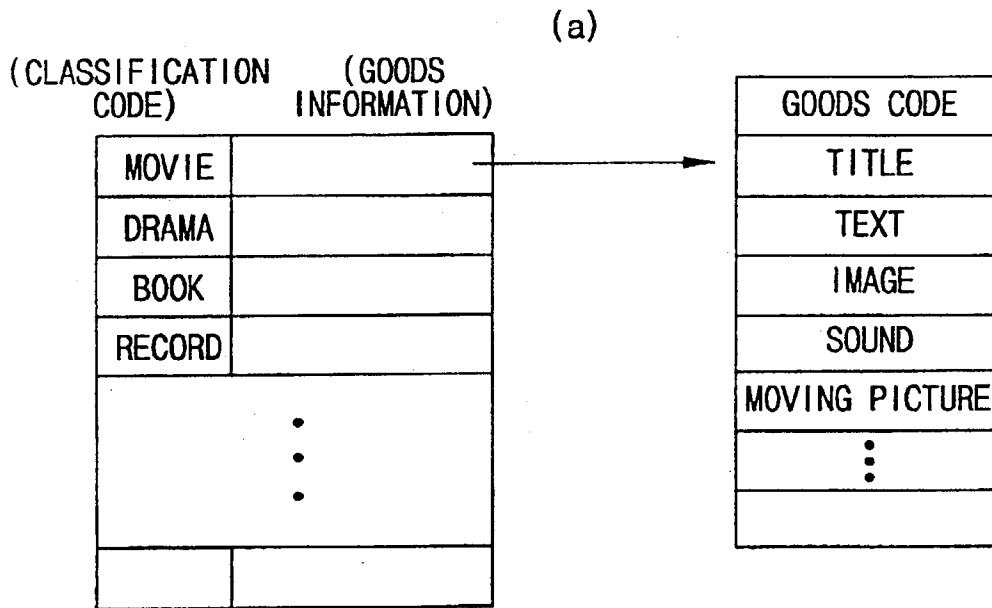 (a)
(CLASSIFICATION CODE)
(GOODS INFORMATION)
MOVIE
DRAMA
BOOK
RECORD
GOODS CODE
TITLE
TEXT
IMAGE
SOUND
MOVING PICTURE